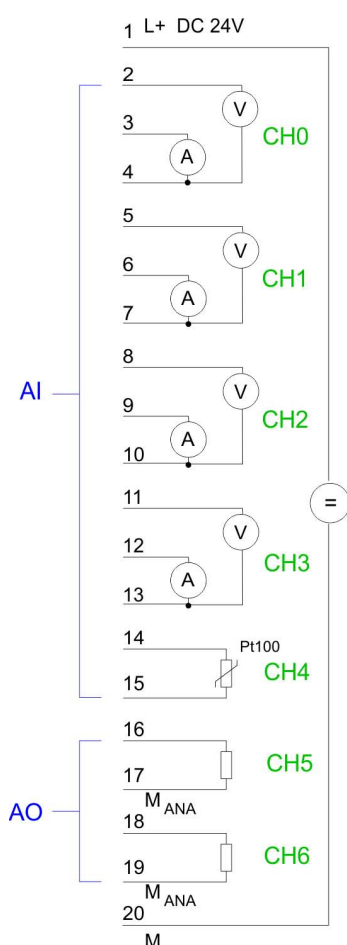 1 L+ DC 24V
2
V
3 CH0
A
4
5
V
6 CH1
A
7
8
V
AI
9 CH2
A
10
11
=
V
12 CH3
A
13
14
Pt100
CH4
15
16
CH5
17
M ANA
AO
18
CH6
19
M ANA
20
M